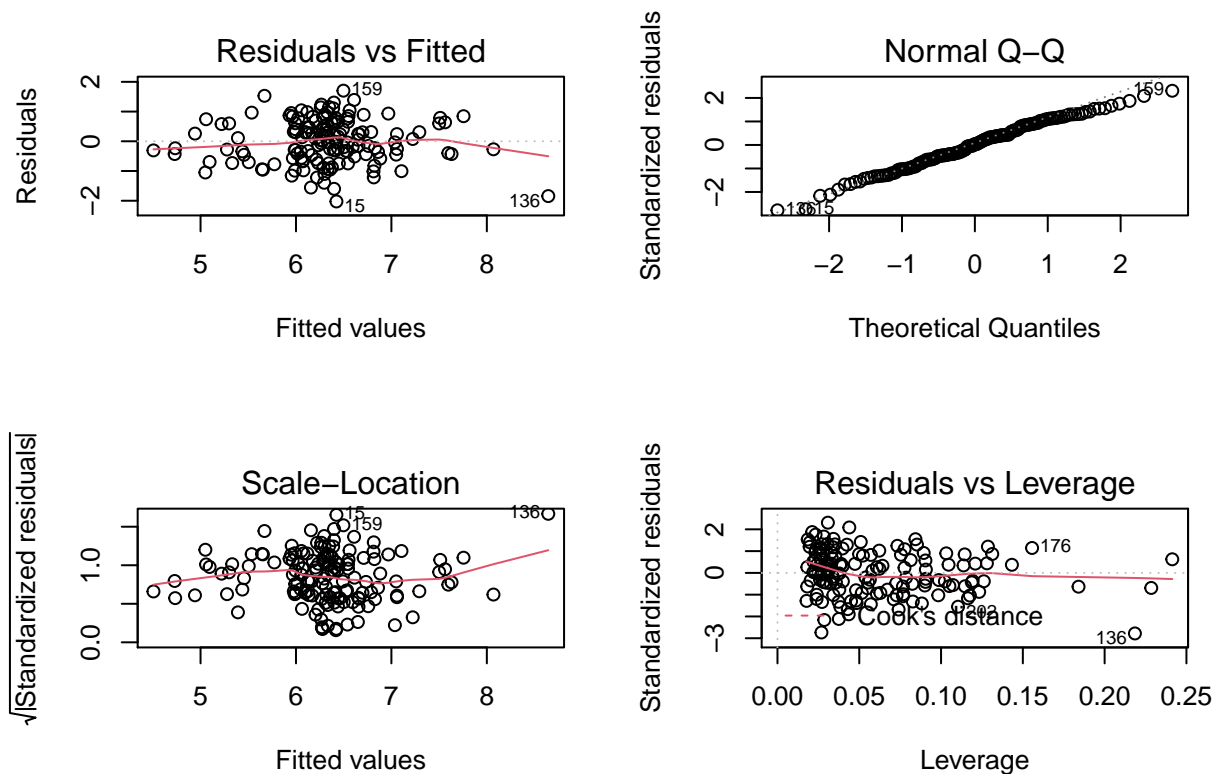 Residuals vs Fitted
Residuals
2
0
−2
159
15
136
5 6 7 8
Fitted values
Normal Q−Q
Standardized residuals
2
0
−2
159
15
−2 −1 0 1 2
Theoretical Quantiles
Scale−Location
√|Standardized residuals|
1.0
0.0
15
159
136
5 6 7 8
Fitted values
Residuals vs Leverage
Standardized residuals
2
0
−3
176
202
Cook's distance
136
0.00 0.05 0.10 0.15 0.20 0.25
Leverage